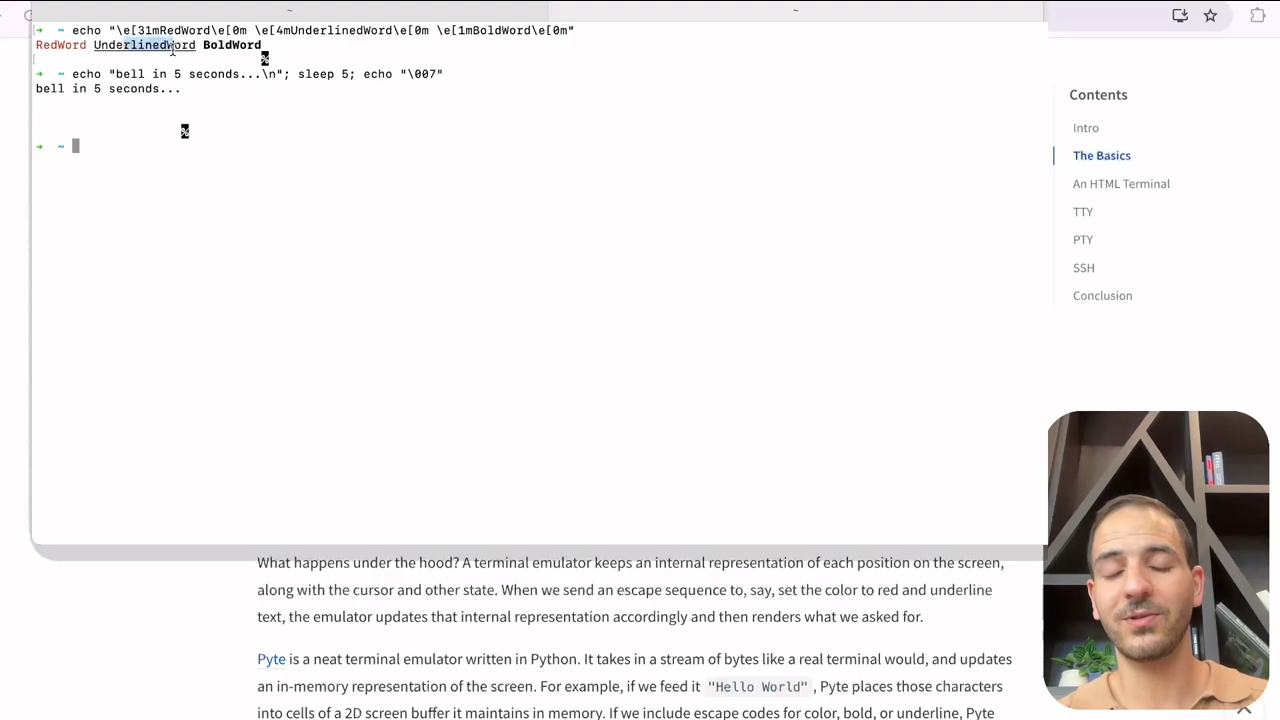 ~
~
➜ ~ echo "\e[31mRedWord\e[0m \e[4mUnderlinedWord\e[0m \e[1mBoldWord\e[0m"
RedWord UnderlinedWord BoldWord
%
➜ ~ echo "bell in 5 seconds...\n"; sleep 5; echo "\007"
bell in 5 seconds...
%
➜ ~
Contents
Intro
The Basics
An HTML Terminal
TTY
PTY
SSH
Conclusion
What happens under the hood? A terminal emulator keeps an internal representation of each position on the screen,
along with the cursor and other state. When we send an escape sequence to, say, set the color to red and underline
text, the emulator updates that internal representation accordingly and then renders what we asked for.
Pyte is a neat terminal emulator written in Python. It takes in a stream of bytes like a real terminal would, and updates
an in-memory representation of the screen. For example, if we feed it "Hello World", Pyte places those characters
into cells of a 2D screen buffer it maintains in memory. If we include escape codes for color, bold, or underline, Pyte